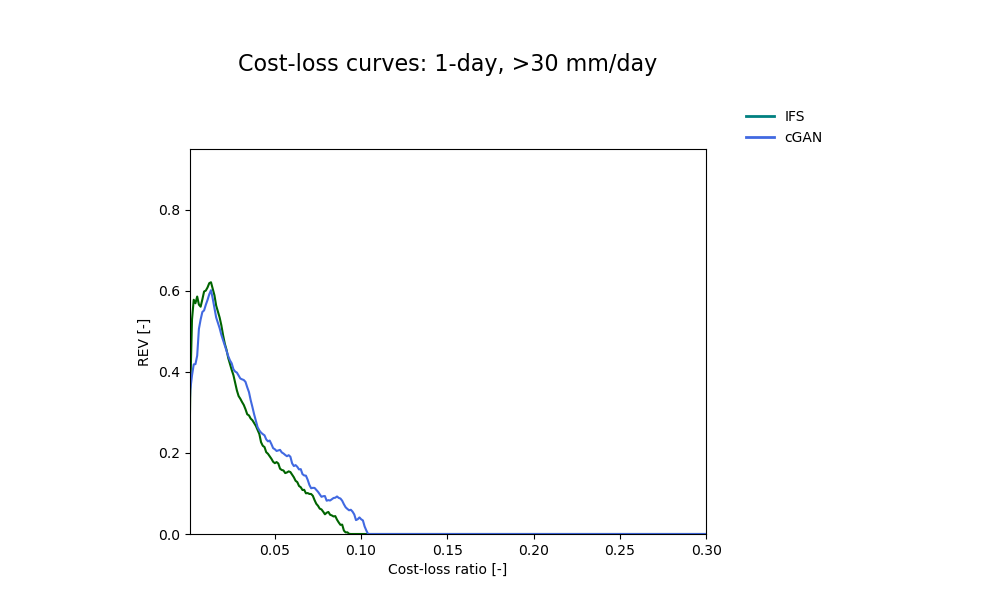 Cost-loss curves: 1-day, >30 mm/day
IFS
cGAN
0.8
0.6
0.4
0.2
0.0
REV [-]
0.05
0.10
0.15
0.20
0.25
0.30
Cost-loss ratio [-]